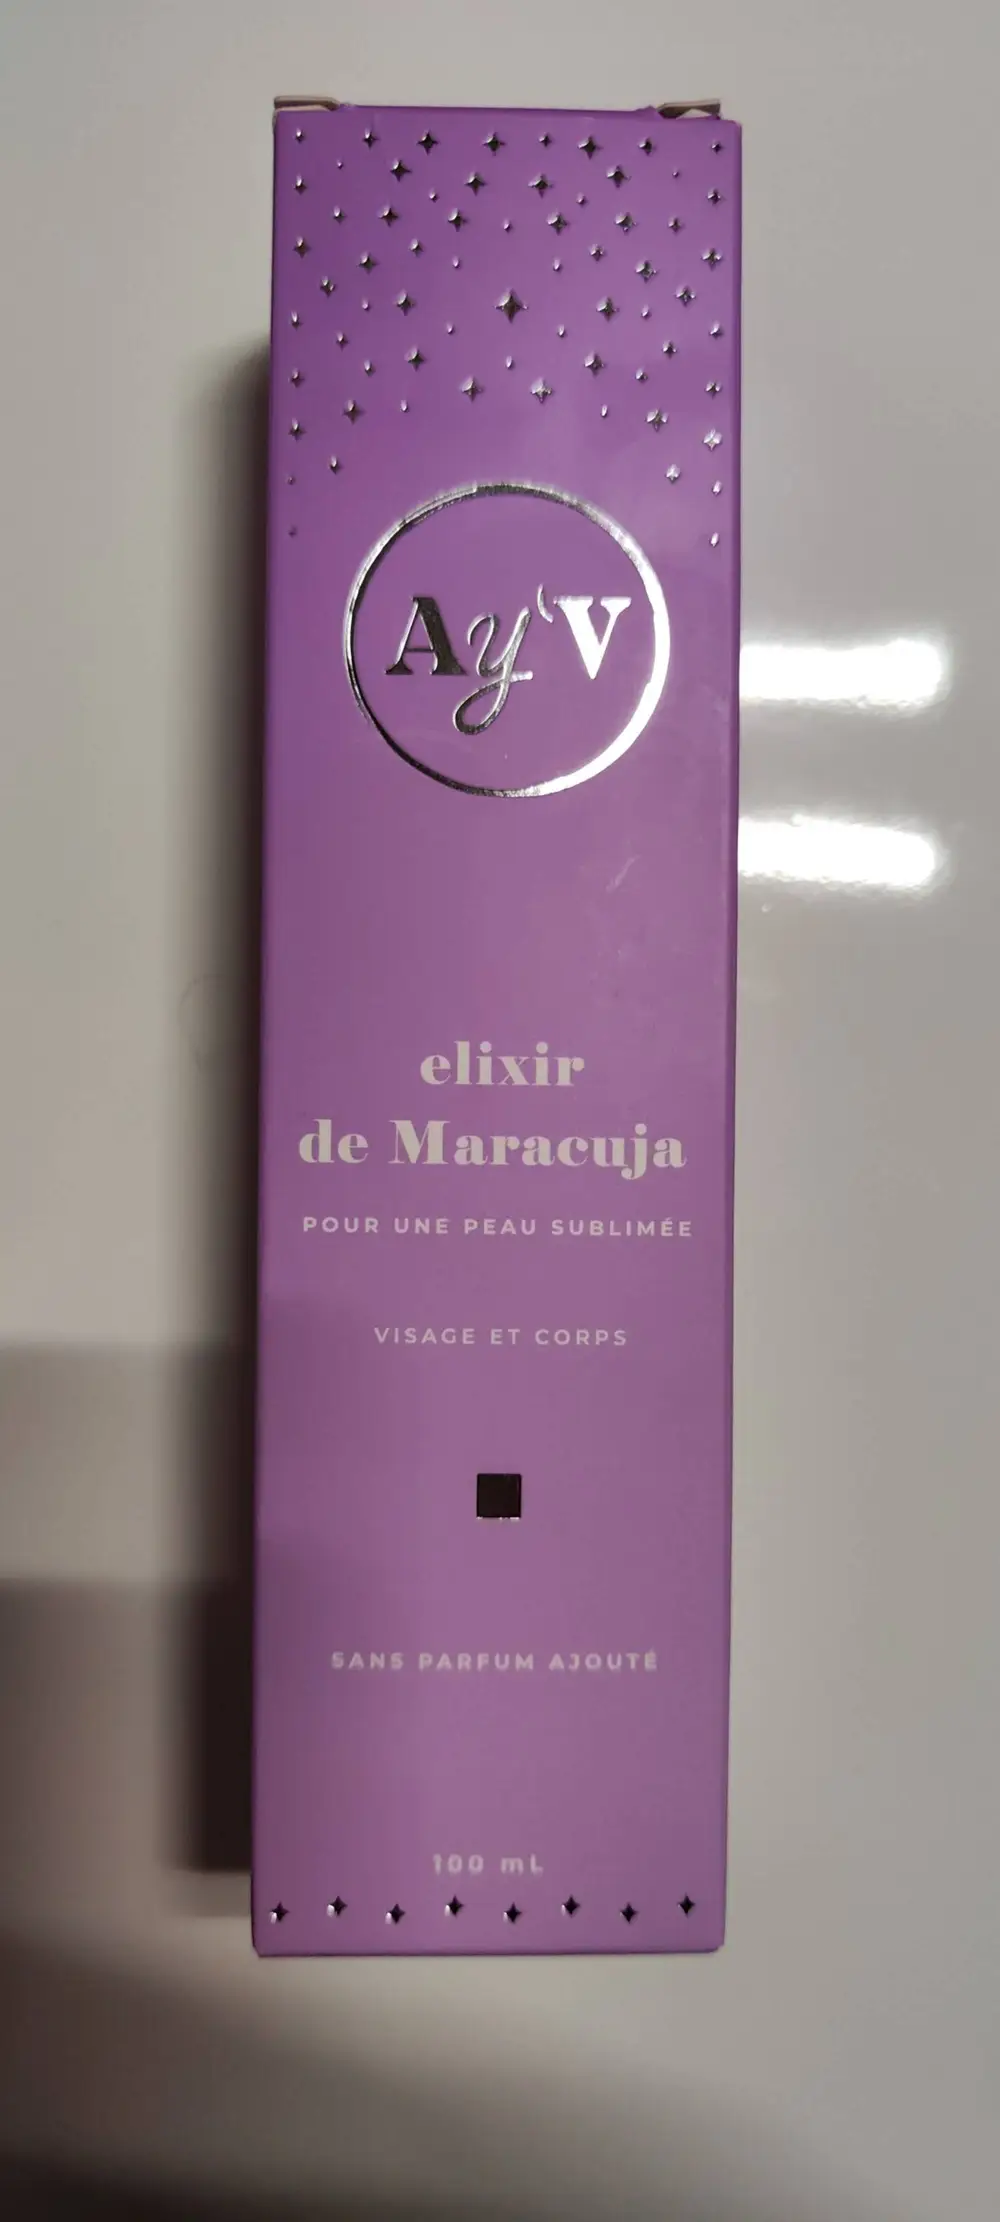 Ay'V
elixir
de Maracuja
POUR UNE PEAU SUBLIMÉE
VISAGE ET CORPS
SANS PARFUM AJOUTÉ
100 mL